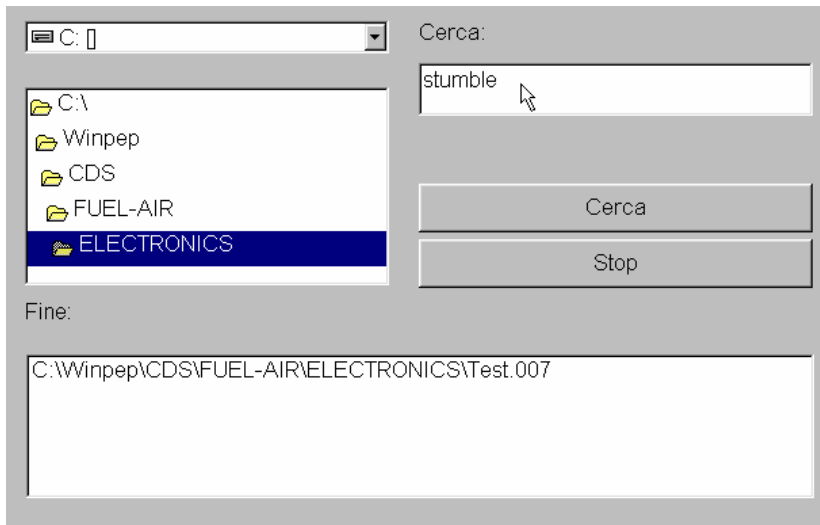 C: []
Cerca:
stumble
C:\
Winpep
CDS
FUEL-AIR
ELECTRONICS
Cerca
Stop
Fine:
C:\Winpep\CDS\FUEL-AIR\ELECTRONICS\Test.007